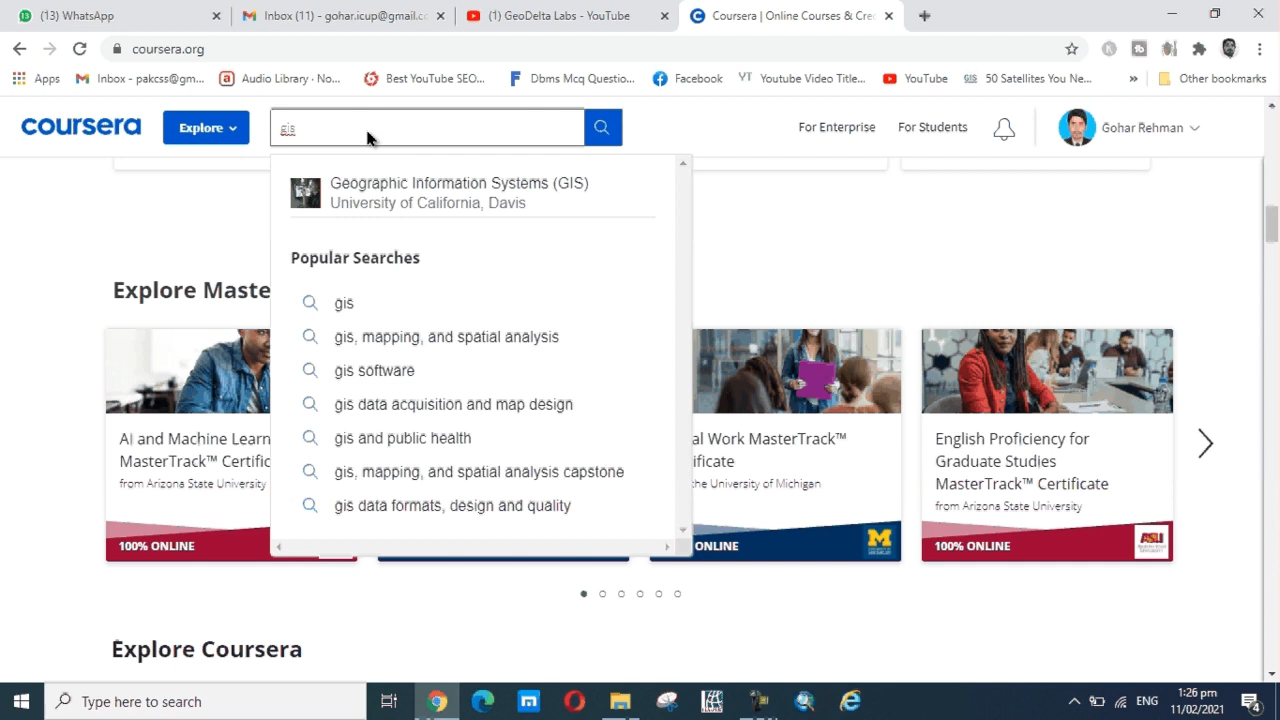 (13) WhatsApp
Inbox (11) - gohar.icup@gmail.co
(1) GeoDelta Labs - YouTube
Coursera | Online Courses & Cre
coursera.org
Apps
Inbox - pakcss@gm...
Audio Library · No...
Best YouTube SEO...
Dbms Mcq Questio...
Facebook
Youtube Video Title...
YouTube
GIS 50 Satellites You Ne...
»
Other bookmarks
coursera
Explore
gis
For Enterprise
For Students
Gohar Rehman
Geographic Information Systems (GIS)
University of California, Davis
Popular Searches
gis
gis, mapping, and spatial analysis
gis software
gis data acquisition and map design
gis and public health
gis, mapping, and spatial analysis capstone
gis data formats, design and quality
Explore Maste
AI and Machine Learn
MasterTrack™ Certific
from Arizona State University
100% ONLINE
al Work MasterTrack™
ificate
the University of Michigan
ONLINE
English Proficiency for
Graduate Studies
MasterTrack™ Certificate
from Arizona State University
100% ONLINE
ASU
Explore Coursera
Type here to search
ENG
1:26 pm
11/02/2021
4